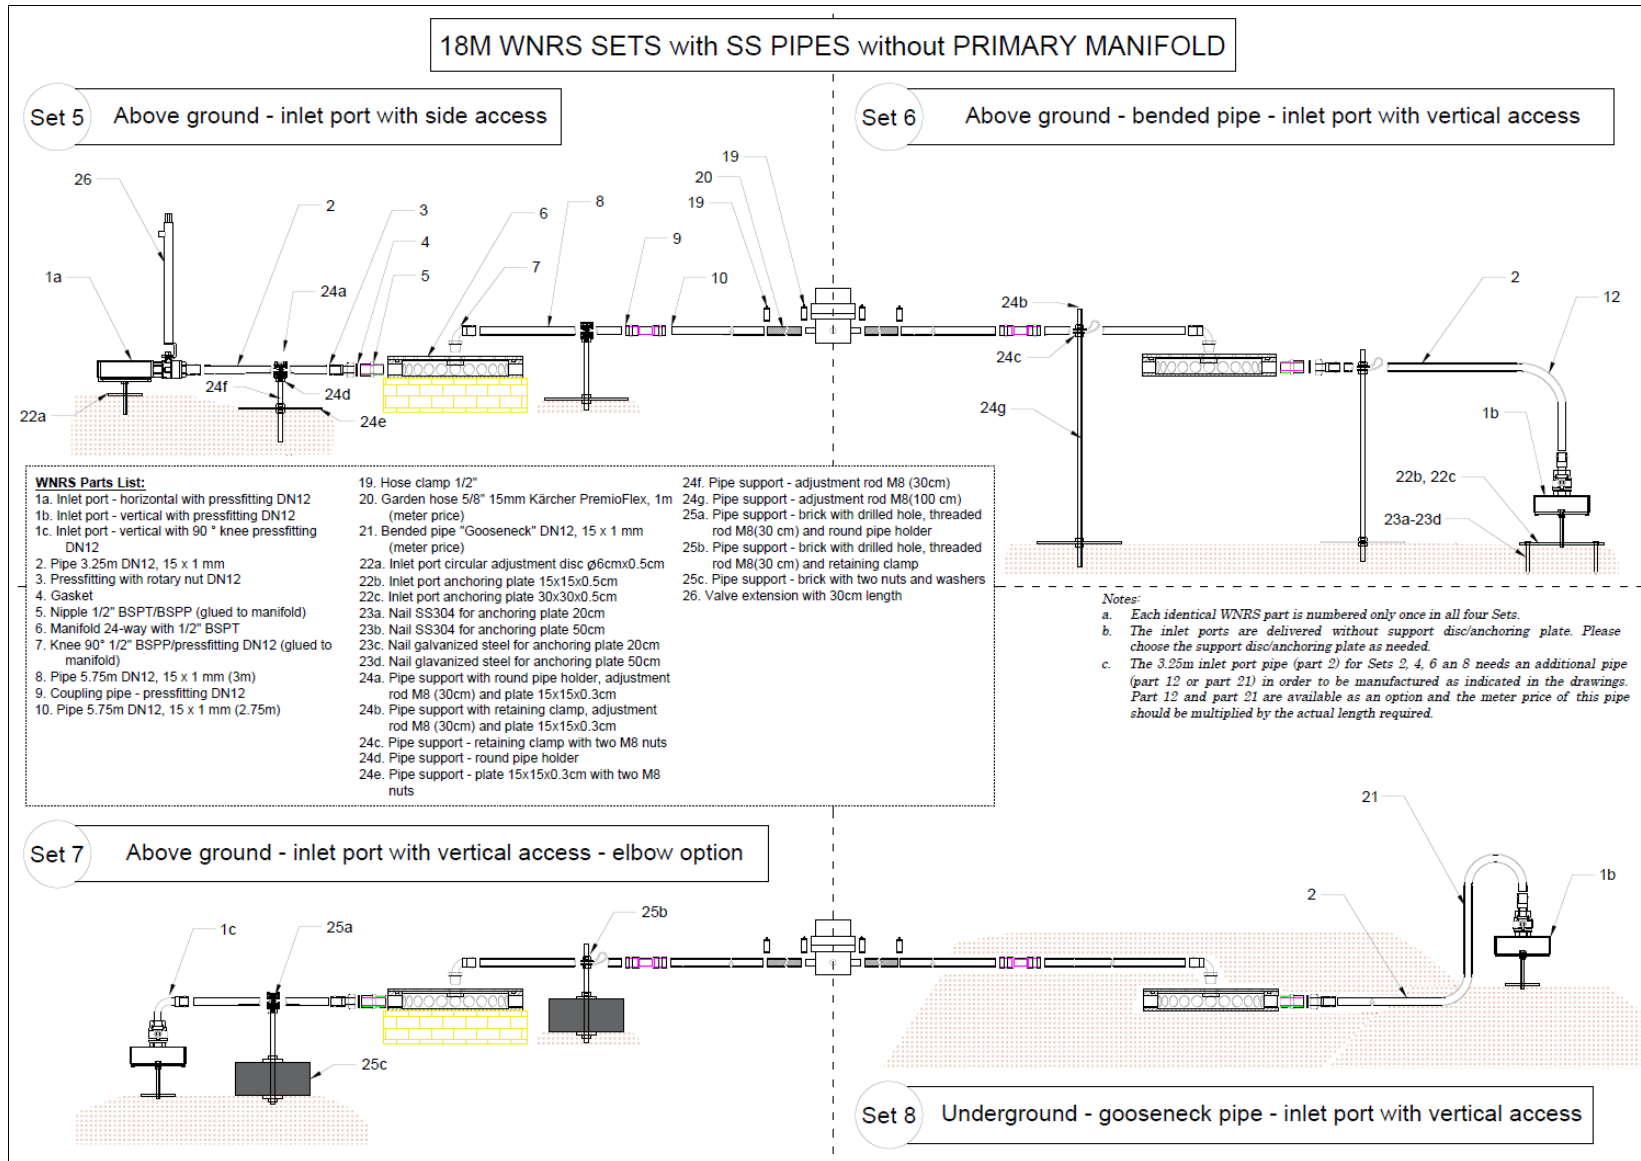 18M WNRS SETS with SS PIPES without PRIMARY MANIFOLD
Set 5
Above ground - inlet port with side access
26
2
3
4
5
6
7
8
9
10
19
20
19
1a
24a
24f
24d
24e
22a
Set 6
Above ground - bended pipe - inlet port with vertical access
24b
24c
24g
2
12
1b
22b, 22c
23a-23d
WNRS Parts List:
1a. Inlet port - horizontal with pressfitting DN12
1b. Inlet port - vertical with pressfitting DN12
1c. Inlet port - vertical with 90 ° knee pressfitting
DN12
2. Pipe 3.25m DN12, 15 x 1 mm
3. Pressfitting with rotary nut DN12
4. Gasket
5. Nipple 1/2" BSPT/BSPP (glued to manifold)
6. Manifold 24-way with 1/2" BSPT
7. Knee 90° 1/2" BSPP/pressfitting DN12 (glued to
manifold)
8. Pipe 5.75m DN12, 15 x 1 mm (3m)
9. Coupling pipe - pressfitting DN12
10. Pipe 5.75m DN12, 15 x 1 mm (2.75m)
19. Hose clamp 1/2"
20. Garden hose 5/8" 15mm Kärcher PremioFlex, 1m
(meter price)
21. Bended pipe "Gooseneck" DN12, 15 x 1 mm
(meter price)
22a. Inlet port circular adjustment disc ø6cmx0.5cm
22b. Inlet port anchoring plate 15x15x0.5cm
22c. Inlet port anchoring plate 30x30x0.5cm
23a. Nail SS304 for anchoring plate 20cm
23b. Nail SS304 for anchoring plate 50cm
23c. Nail galvanized steel for anchoring plate 20cm
23d. Nail glavanized steel for anchoring plate 50cm
24a. Pipe support with round pipe holder, adjustment
rod M8 (30cm) and plate 15x15x0.3cm
24b. Pipe support with retaining clamp, adjustment
rod M8 (30cm) and plate 15x15x0.3cm
24c. Pipe support - retaining clamp with two M8 nuts
24d. Pipe support - round pipe holder
24e. Pipe support - plate 15x15x0.3cm with two M8
nuts
24f. Pipe support - adjustment rod M8 (30cm)
24g. Pipe support - adjustment rod M8(100 cm)
25a. Pipe support - brick with drilled hole, threaded
rod M8(30 cm) and round pipe holder
25b. Pipe support - brick with drilled hole, threaded
rod M8(30 cm) and retaining clamp
25c. Pipe support - brick with two nuts and washers
26. Valve extension with 30cm length
Notes:
a. Each identical WNRS part is numbered only once in all four Sets.
b. The inlet ports are delivered without support disc/anchoring plate. Please
choose the support disc/anchoring plate as needed.
c. The 3.25m inlet port pipe (part 2) for Sets 2, 4, 6 an 8 needs an additional pipe
(part 12 or part 21) in order to be manufactured as indicated in the drawings.
Part 12 and part 21 are available as an option and the meter price of this pipe
should be multiplied by the actual length required.
Set 7
Above ground - inlet port with vertical access - elbow option
1c
25a
25b
25c
21
2
1b
Set 8
Underground - gooseneck pipe - inlet port with vertical access